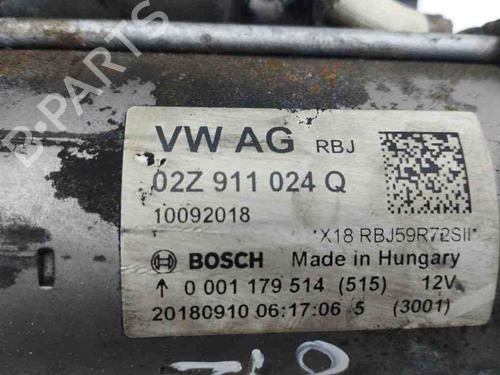 VW AG RBJ
02Z 911 024 Q
10092018
*X18 RBJ59R72SII*
BOSCH Made in Hungary
↑ 0 001 179 514 (515) 12V
20180910 06:17:06 5 (3001)
B-PARTS